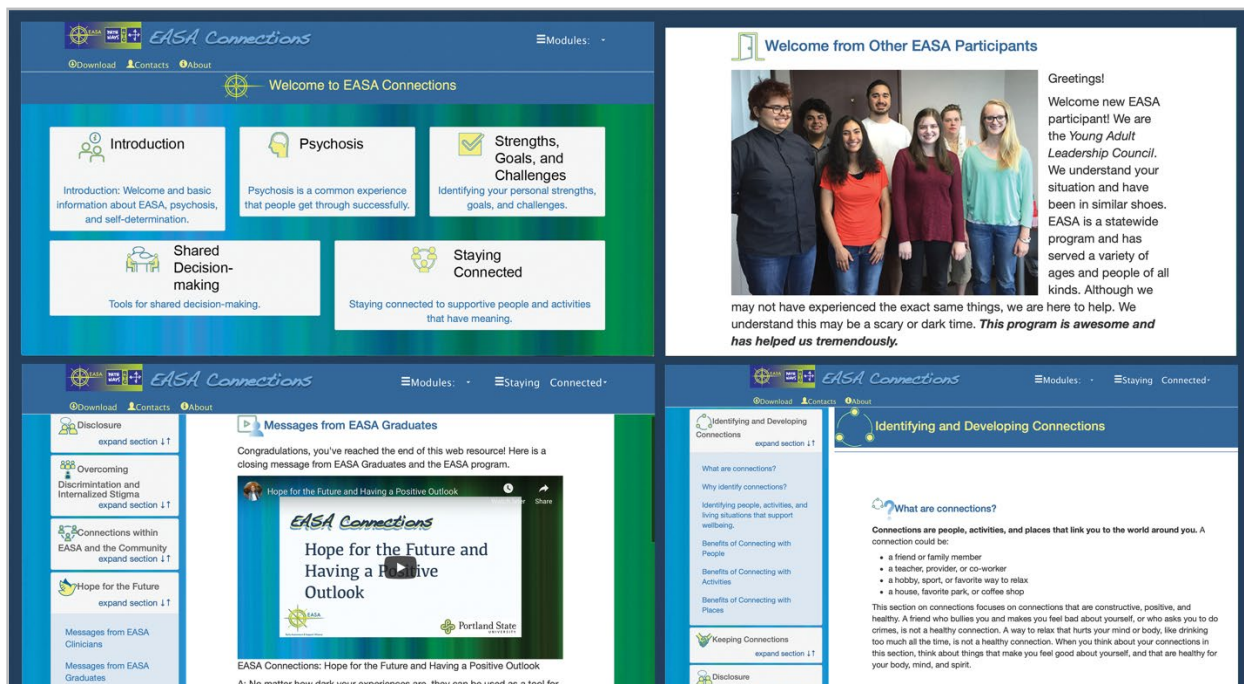 EASA Connections
Modules:
Download Contacts About
Welcome to EASA Connections
Introduction
Introduction: Welcome and basic
information about EASA, psychosis,
and self-determination.
Psychosis
Psychosis is a common experience
that people get through successfully.
Strengths,
Goals, and
Challenges
Identifying your personal strengths,
goals, and challenges.
Shared
Decision-
making
Tools for shared decision-making.
Staying
Connected
Staying connected to supportive people and activities
that have meaning.
Welcome from Other EASA Participants
Greetings!
Welcome new EASA
participant! We are
the Young Adult
Leadership Council.
We understand your
situation and have
been in similar shoes.
EASA is a statewide
program and has
served a variety of
ages and people of all
kinds. Although we
may not have experienced the exact same things, we are here to help. We
understand this may be a scary or dark time. This program is awesome and
has helped us tremendously.
EASA Connections
Modules: Staying Connected
Download Contacts About
Disclosure
expand section ↓↑
Overcoming
Discrimintation and
Internalized Stigma
expand section ↓↑
Connections within
EASA and the Community
expand section ↓↑
Hope for the Future
expand section ↓↑
Messages from EASA
Clinicians
Messages from EASA
Graduates
Messages from EASA Graduates
Congradulations, you've reached the end of this web resource! Here is a
closing message from EASA Graduates and the EASA program.
Hope for the Future and Having a Positive Outlook
Share
EASA Connections
Hope for the Future and
Having a Positive
Outlook
EASA
Portland State
EASA Connections: Hope for the Future and Having a Positive Outlook
A: No matter how dark your experiences are, they can be used as a tool for
EASA Connections
Modules: Staying Connected
Download Contacts About
Identifying and Developing
Connections
expand section ↓↑
What are connections?
Why identify connections?
Identifying people, activities, and
living situations that support
wellbeing.
Benefits of Connecting with
People
Benefits of Connecting with
Activities
Benefits of Connecting with
Places
Keeping Connections
expand section ↓↑
Disclosure
Identifying and Developing Connections
What are connections?
Connections are people, activities, and places that link you to the world around you. A
connection could be:
• a friend or family member
• a teacher, provider, or co-worker
• a hobby, sport, or favorite way to relax
• a house, favorite park, or coffee shop
This section on connections focuses on connections that are constructive, positive, and
healthy. A friend who bullies you and makes you feel bad about yourself, or who asks you to do
crimes, is not a healthy connection. A way to relax that hurts your mind or body, like drinking
too much all the time, is not a healthy connection. When you think about your connections in
this section, think about things that make you feel good about yourself, and that are healthy for
your body, mind, and spirit.